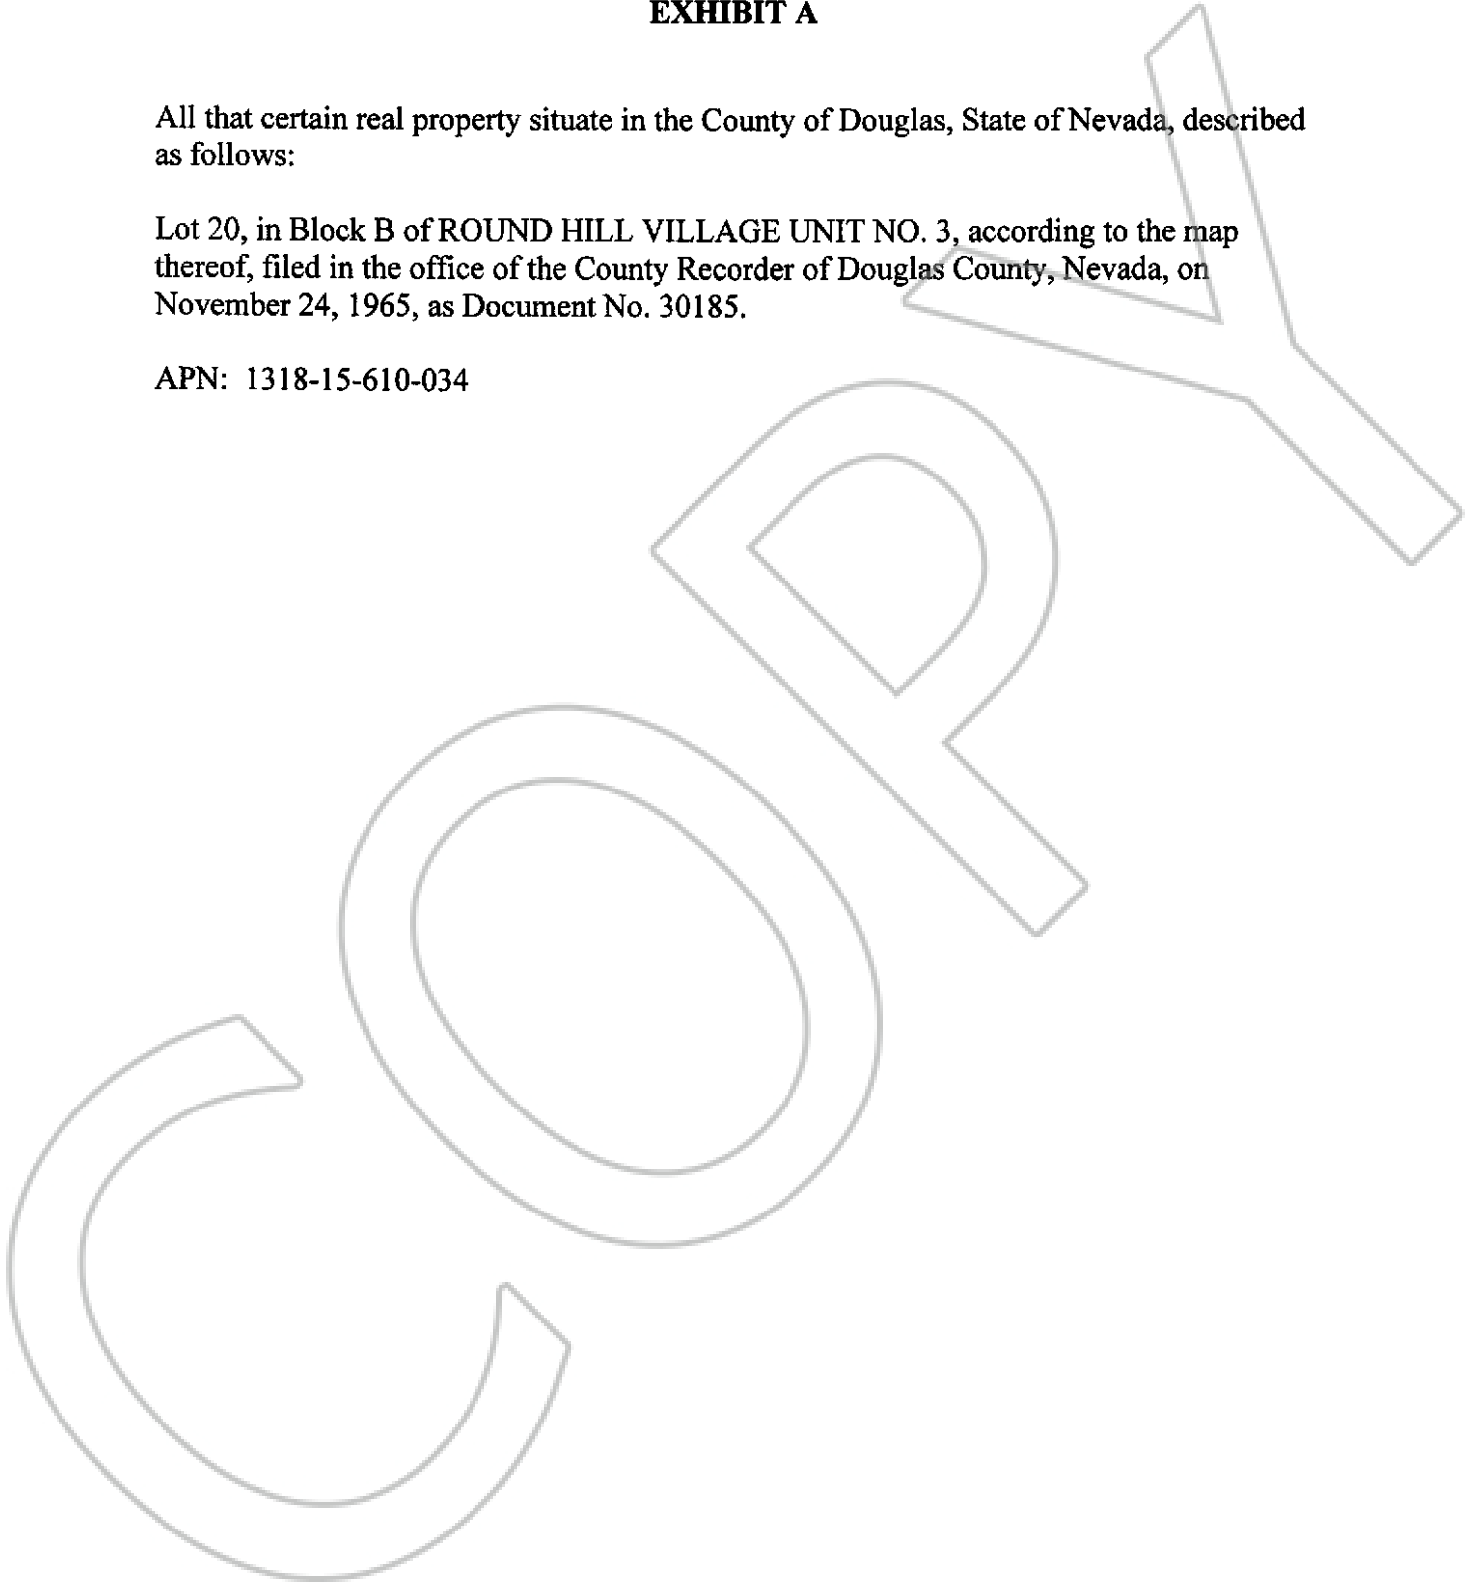 EXHIBIT A
All that certain real property situate in the County of Douglas, State of Nevada, described
as follows:
Lot 20, in Block B of ROUND HILL VILLAGE UNIT NO. 3, according to the map
thereof, filed in the office of the County Recorder of Douglas County, Nevada, on
November 24, 1965, as Document No. 30185.
APN: 1318-15-610-034
COPY